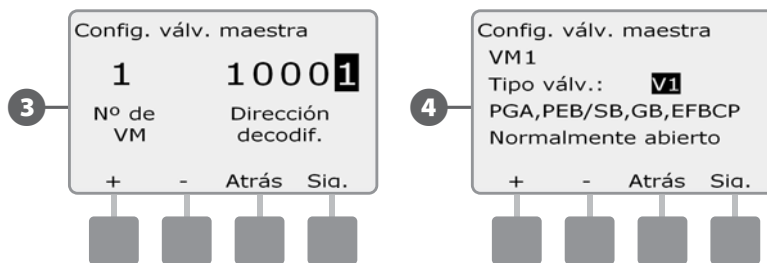 3
Config. válv. maestra
1 10001
Nº de VM
Dirección decodif.
+ - Atrás Sig.
4
Config. válv. maestra
VM1
Tipo válv.: V1
PGA,PEB/SB,GB,EFBCP
Normalmente abierto
+ - Atrás Sig.